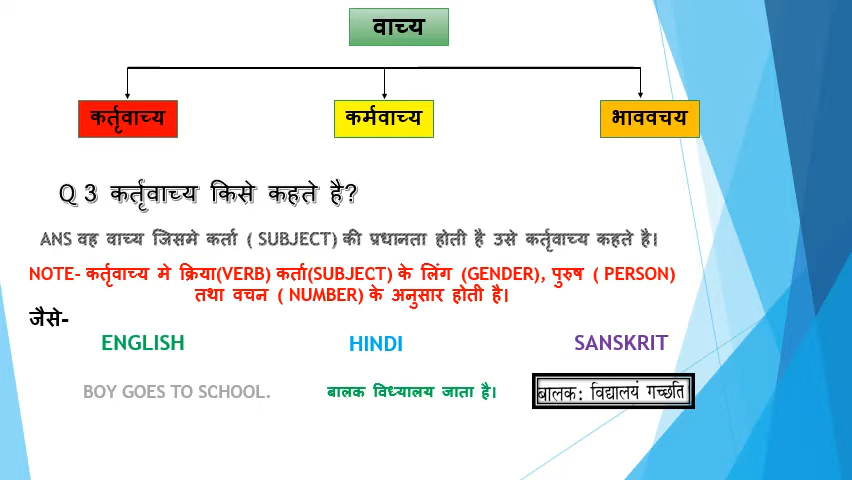 वाच्य
कर्तृवाच्य कर्मवाच्य भाववचय
Q 3 कर्तृवाच्य किसे कहते है?
ANS वह वाच्य जिसमे कर्ता ( SUBJECT) की प्रधानता होती है उसे कर्तृवाच्य कहते है।
NOTE- कर्तृवाच्य मे क्रिया(VERB) कर्ता(SUBJECT) के लिंग (GENDER), पुरुष ( PERSON)
तथा वचन ( NUMBER) के अनुसार होती है।
जैसे-
ENGLISH HINDI SANSKRIT
BOY GOES TO SCHOOL. बालक विध्यालय जाता है। बालक: विद्यालयं गच्छति